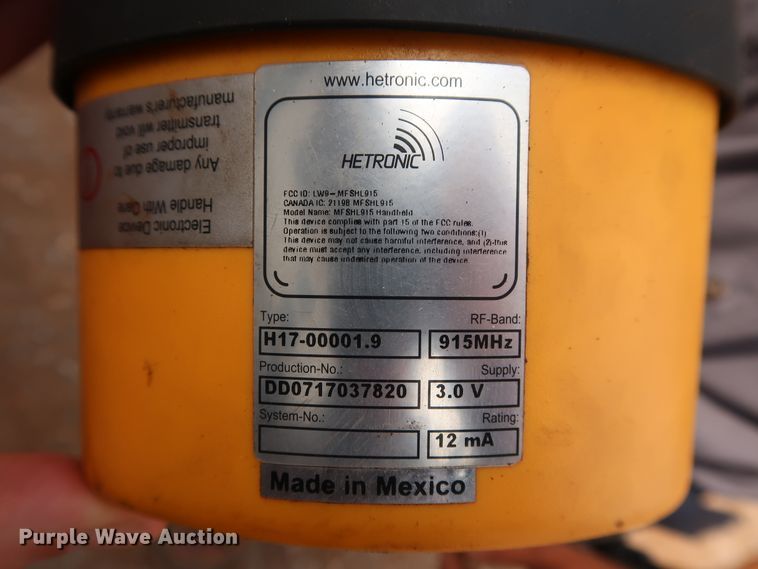 www.hetronic.com
HETRONIC
FCC ID: LW9-MFSHL915
CANADA IC: 2119B MFSHL915
Model Name: MFSHL915 Handheld
This device complies with part 15 of the FCC rules.
Operation is subject to the following two conditions:(1)
This device may not cause harmful interference, and (2)-this
device must accept any interference, including interference
that may cause undesired operation of the device.
Type:
RF-Band:
H17-00001.9
915MHz
Production-No.:
Supply:
DD0717037820
3.0 V
System-No.:
Rating:
12 mA
Made in Mexico
Electronic Device
Handle With Care
Any damage due to
improper use of
transmitter will void
manufacturer's warranty
Purple Wave Auction